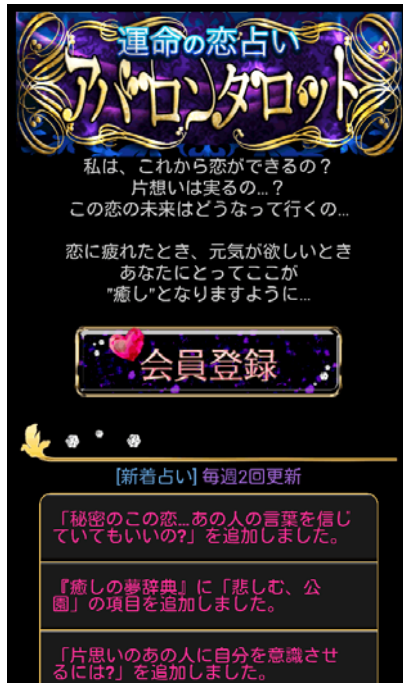 運命の恋占い
アバロンタロット
私は、これから恋ができるの？
片想いは実るの…？
この恋の未来はどうなって行くの…
恋に疲れたとき、元気が欲しいとき
あなたにとってここが
"癒し"となりますように…
会員登録
[新着占い] 毎週2回更新
「秘密のこの恋…あの人の言葉を信じ
ていてもいいの?」を追加しました。
『癒しの夢辞典』に「悲しむ、公
園」の項目を追加しました。
「片思いのあの人に自分を意識させ
るには?」を追加しました。